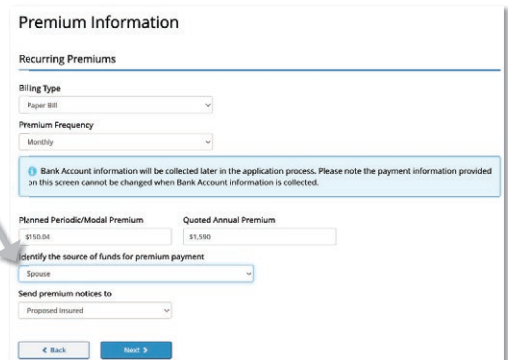 Premium Information
Recurring Premiums
Billing Type
Paper Bill
Premium Frequency
Monthly
Bank Account information will be collected later in the application process. Please note the payment information provided
on this screen cannot be changed when Bank Account information is collected.
Planned Periodic/Modal Premium Quoted Annual Premium
$150.04 $1,590
Identify the source of funds for premium payment
Spouse
Send premium notices to
Proposed Insured
Back Next